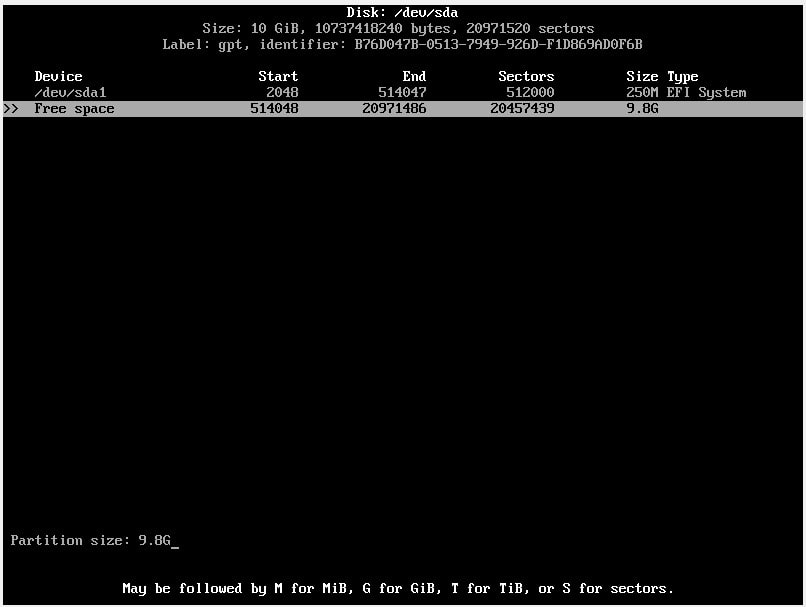 Disk: /dev/sda
Size: 10 GiB, 10737418240 bytes, 20971520 sectors
Label: gpt, identifier: B76D047B-0513-7949-926D-F1D869AD0F6B
Device Start End Sectors Size Type
/dev/sda1 2048 514047 512000 250M EFI System
>> Free space 514048 20971486 20457439 9.8G
Partition size: 9.8G_
May be followed by M for MiB, G for GiB, T for TiB, or S for sectors.